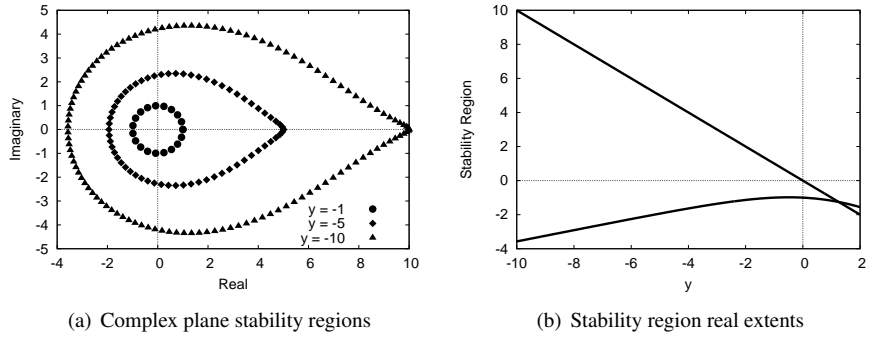 5
4
3
2
1
0
-1
-2
-3
-4
-5
Imaginary
-4 -2 0 2 4 6 8 10
Real
y = -1
y = -5
y = -10
(a) Complex plane stability regions
10
8
6
4
2
0
-2
-4
Stability Region
-10 -8 -6 -4 -2 0 2
y
(b) Stability region real extents